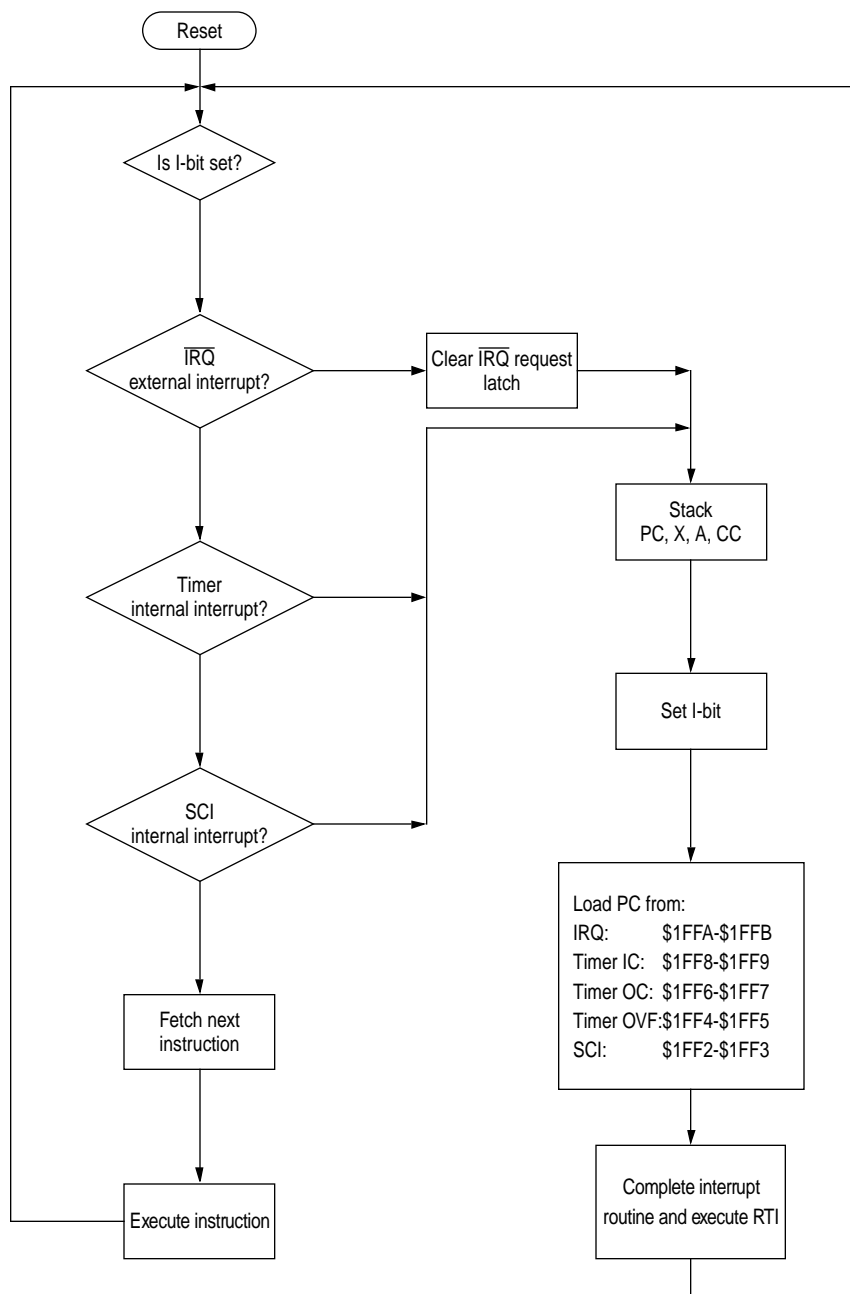 Reset
Is I-bit set?
IRQ
external interrupt?
Clear IRQ request
latch
Stack
PC, X, A, CC
Timer
internal interrupt?
Set I-bit
SCI
internal interrupt?
Load PC from:
IRQ: $1FFA-$1FFB
Timer IC: $1FF8-$1FF9
Timer OC: $1FF6-$1FF7
Timer OVF:$1FF4-$1FF5
SCI: $1FF2-$1FF3
Fetch next
instruction
Complete interrupt
routine and execute RTI
Execute instruction